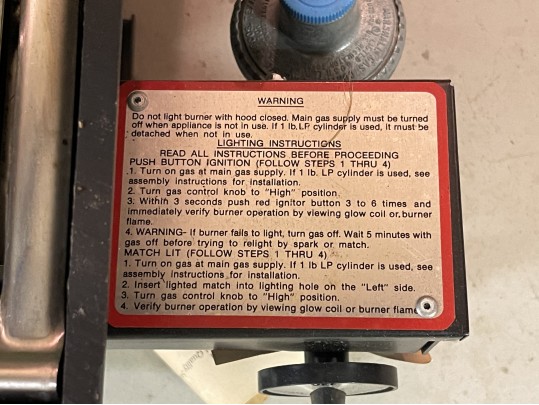 WARNING
Do not light burner with hood closed. Main gas supply must be turned
off when appliance is not in use. If 1 lb. LP cylinder is used, it must be
detached when not in use.
LIGHTING INSTRUCTIONS
READ ALL INSTRUCTIONS BEFORE PROCEEDING
PUSH BUTTON IGNITION (FOLLOW STEPS 1 THRU 4)
1. Turn on gas at main gas supply. If 1 lb. LP cylinder is used, see
assembly instructions for installation.
2. Turn gas control knob to "High" position.
3. Within 3 seconds push red ignitor button 3 to 6 times and
immediately verify burner operation by viewing glow coil or burner
flame.
4. WARNING- If burner fails to light, turn gas off. Wait 5 minutes with
gas off before trying to relight by spark or match.
MATCH LIT (FOLLOW STEPS 1 THRU 4)
1. Turn on gas at main gas supply. If 1 lb LP cylinder is used, see
assembly instructions for installation.
2. Insert lighted match into lighting hole on the "Left" side.
3. Turn gas control knob to "High" position.
4. Verify burner operation by viewing glow coil or burner flame